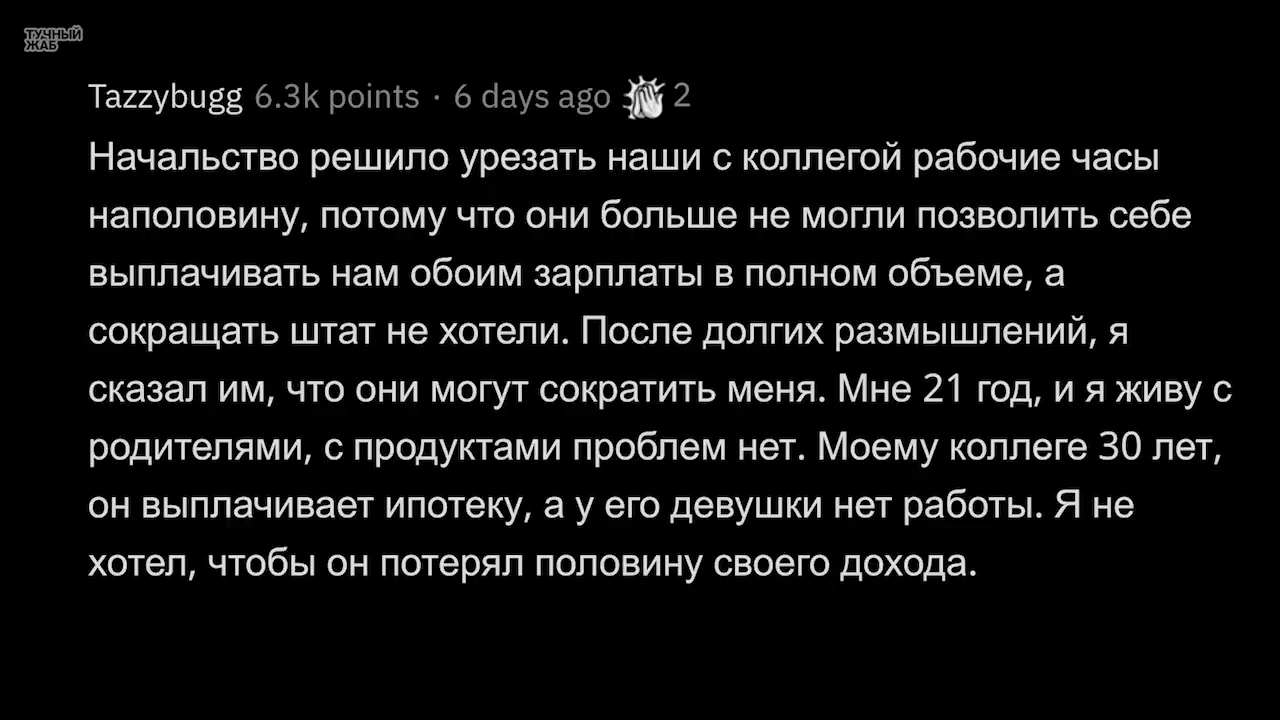 ТУЧНЫЙ
ЖАБ
Tazzybugg 6.3k points · 6 days ago 2
Начальство решило урезать наши с коллегой рабочие часы
наполовину, потому что они больше не могли позволить себе
выплачивать нам обоим зарплаты в полном объеме, а
сокращать штат не хотели. После долгих размышлений, я
сказал им, что они могут сократить меня. Мне 21 год, и я живу с
родителями, с продуктами проблем нет. Моему коллеге 30 лет,
он выплачивает ипотеку, а у его девушки нет работы. Я не
хотел, чтобы он потерял половину своего дохода.